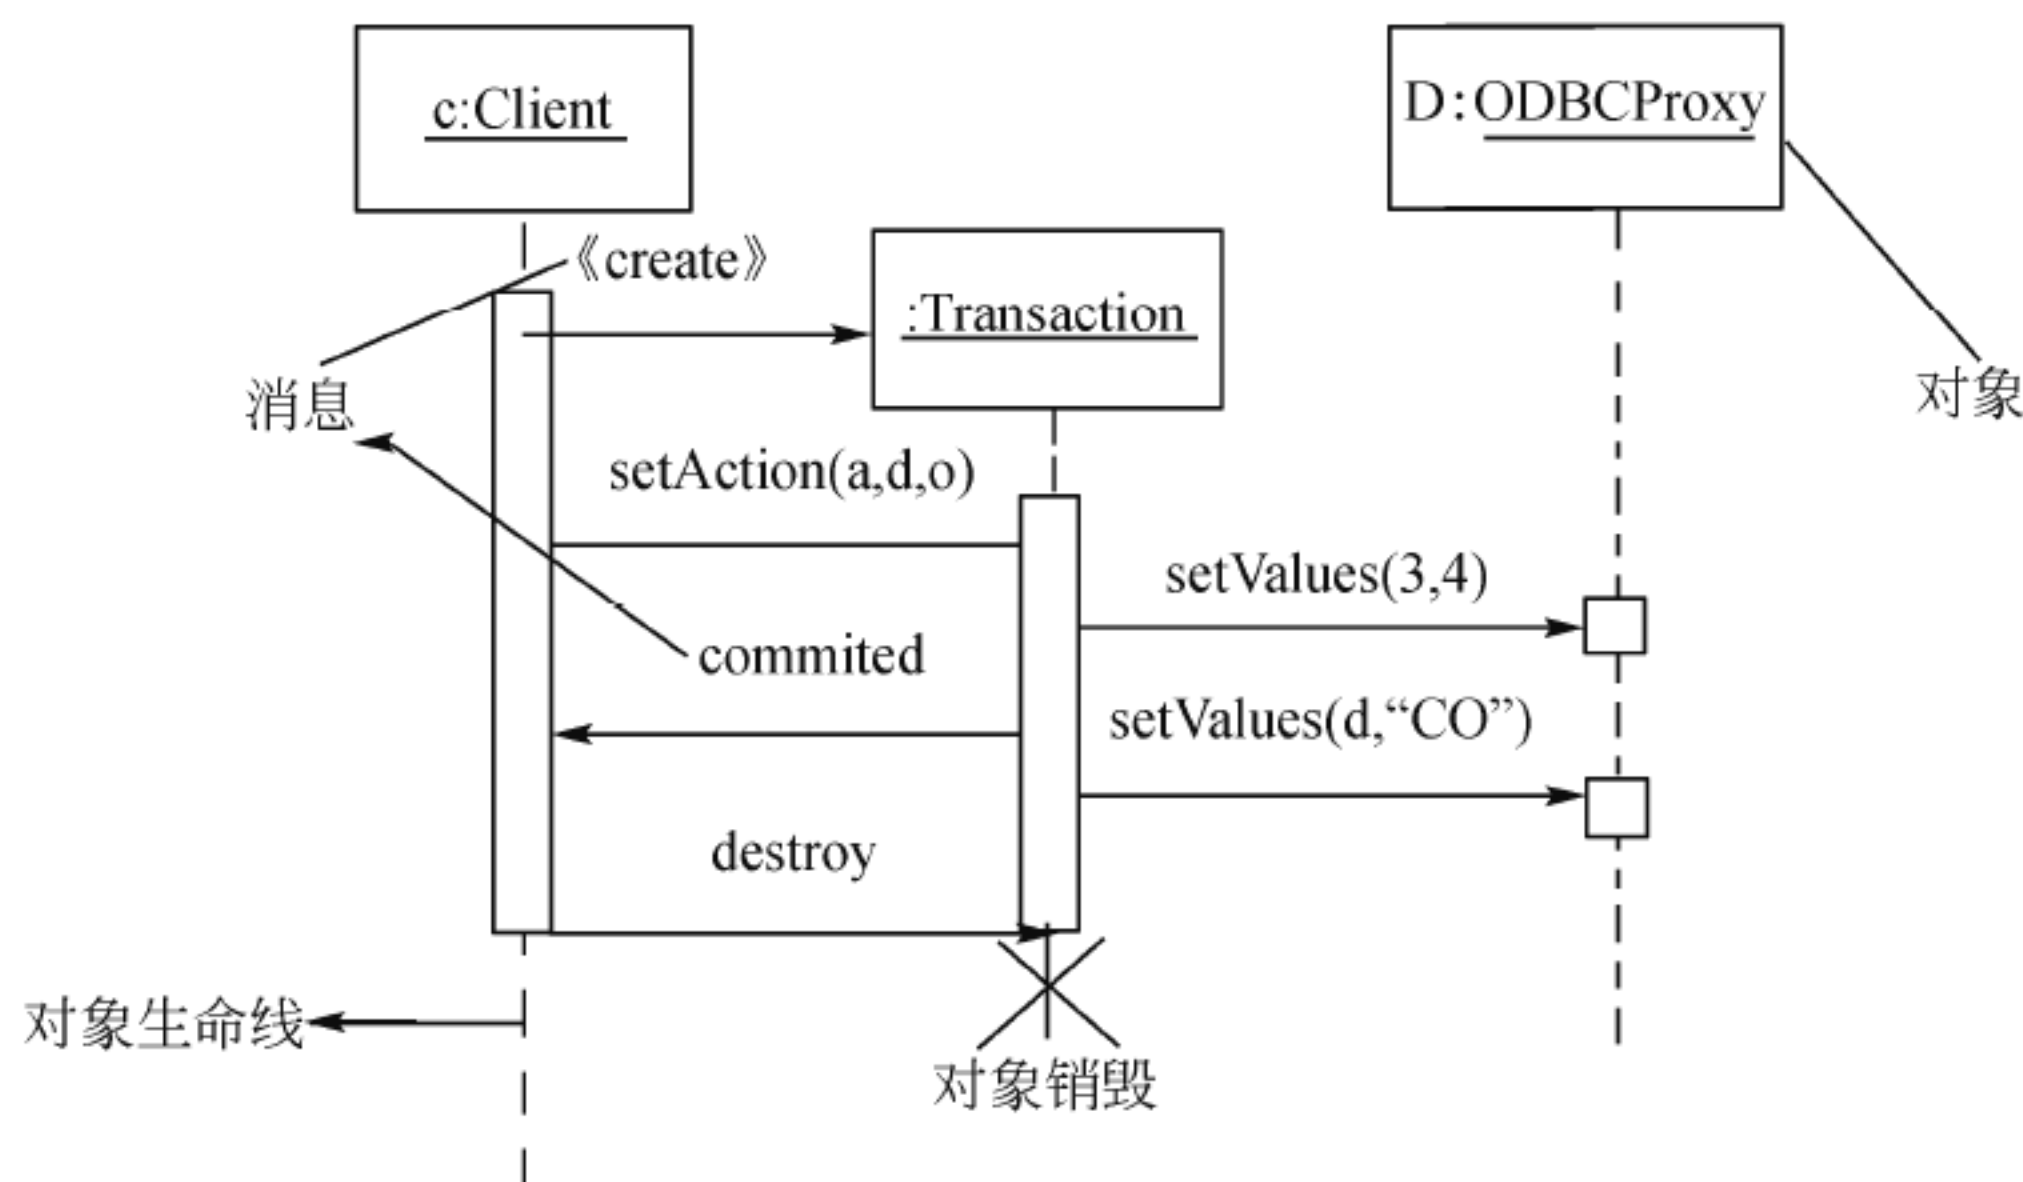 c:Client
D:ODBCProxy
《create》
:Transaction
消息
对象
setAction(a,d,o)
setValues(3,4)
commited
setValues(d,“CO”)
destroy
对象生命线
对象销毁